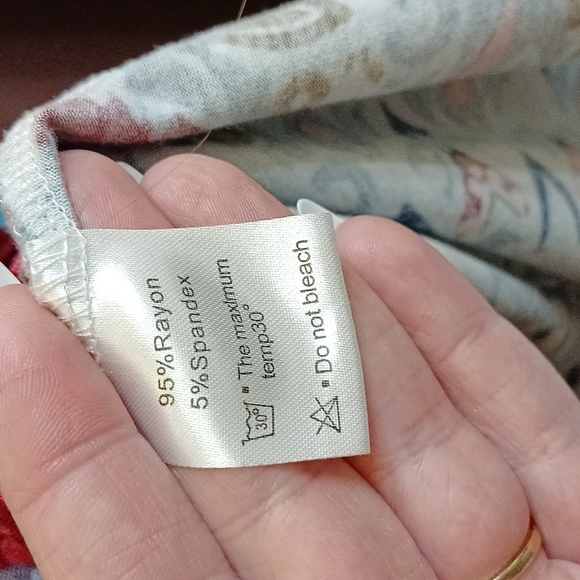 95%Rayon
5%Spandex
30° ▪ The maximum
temp30°
▪ Do not bleach